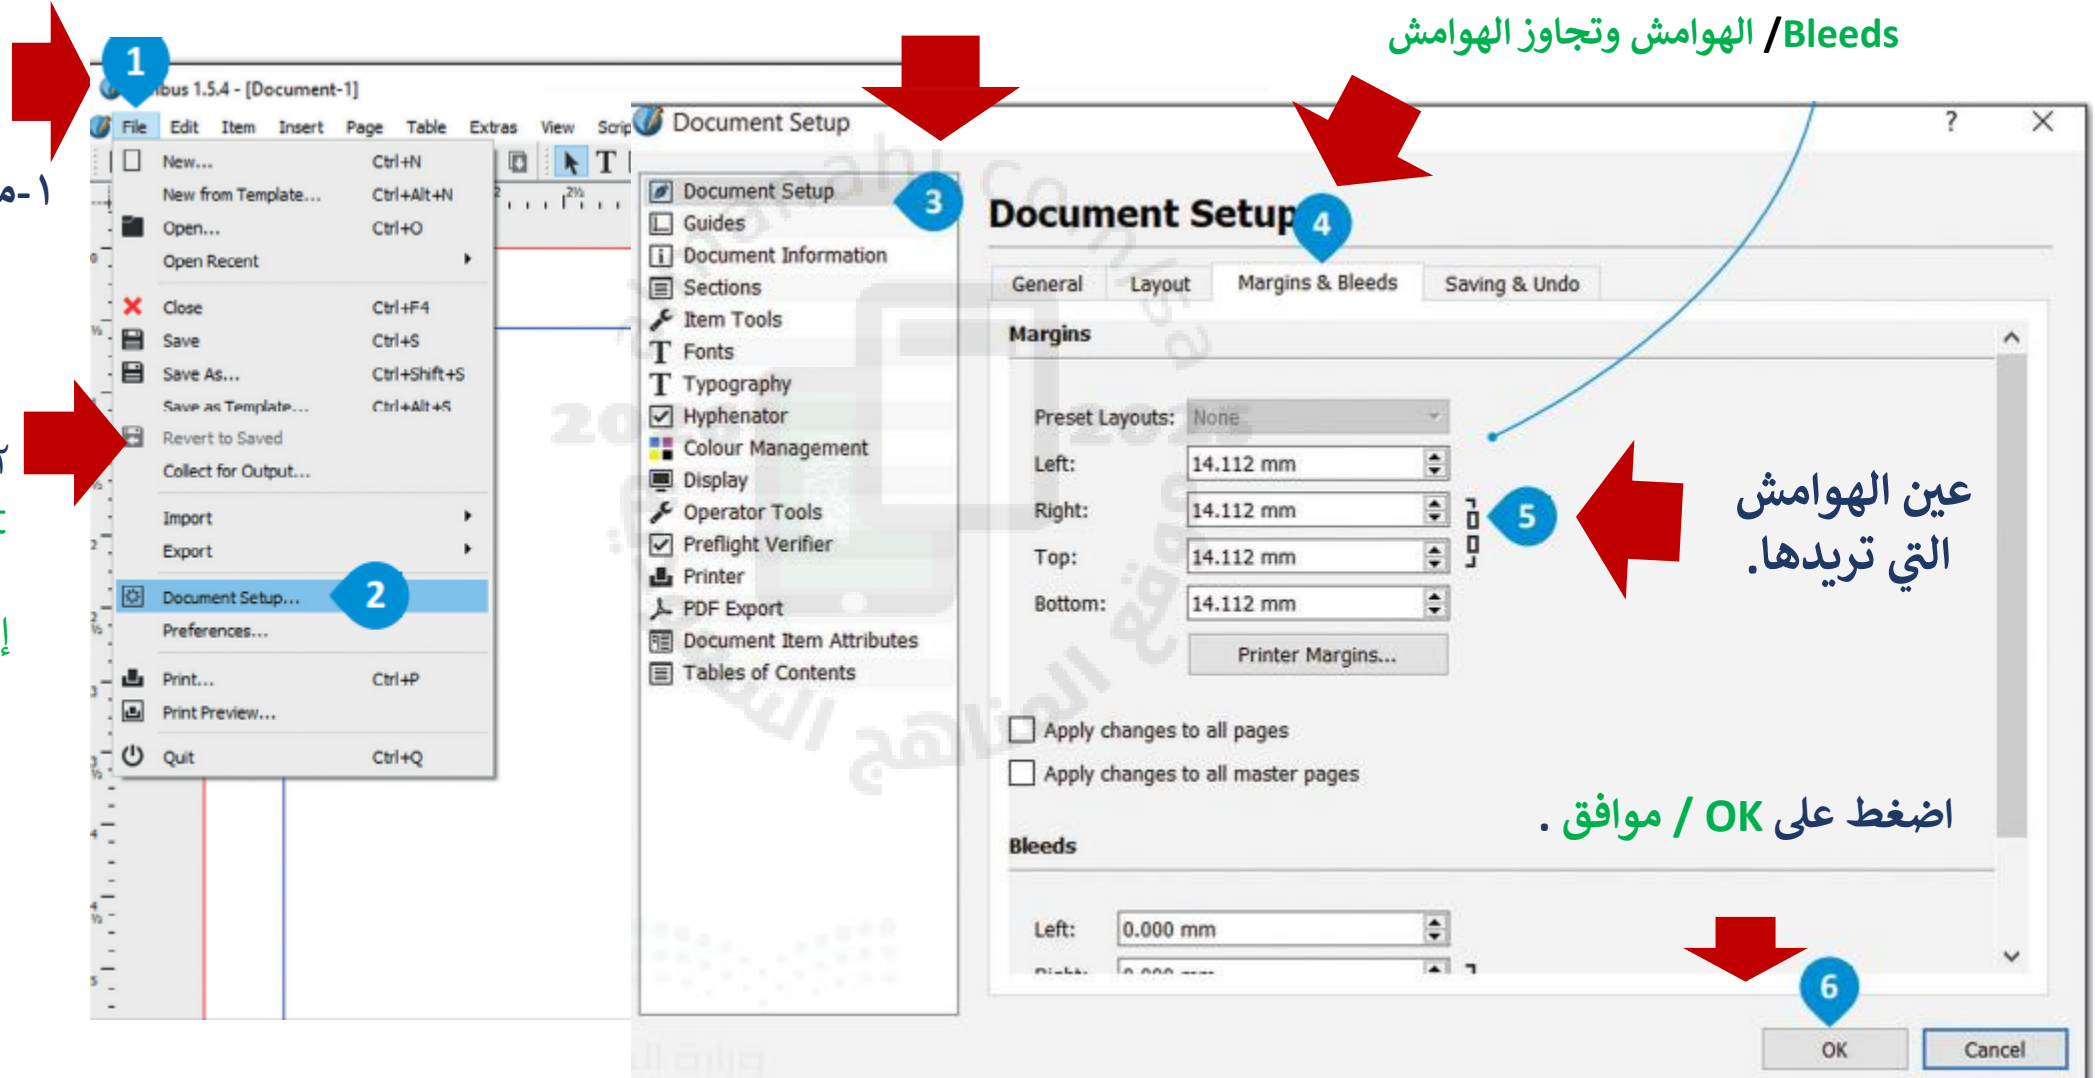 الهوامش وتجاوز الهوامش /Bleeds
1
bus 1.5.4 - [Document-1]
File Edit Item Insert Page Table Extras View Scrip
New... Ctrl+N
New from Template... Ctrl+Alt+N
Open... Ctrl+O
Open Recent
Close Ctrl+F4
Save Ctrl+S
Save As... Ctrl+Shift+S
Save as Template... Ctrl+Alt+S
Revert to Saved
Collect for Output...
Import
Export
Document Setup... 2
Preferences...
Print... Ctrl+P
Print Preview...
Quit Ctrl+Q
١-م
٢
إ
Document Setup ? X
Document Setup 3
Guides
Document Information
Sections
Item Tools
Fonts
Typography
Hyphenator
Colour Management
Display
Operator Tools
Preflight Verifier
Printer
PDF Export
Document Item Attributes
Tables of Contents
Document Setup 4
General Layout Margins & Bleeds Saving & Undo
Margins
Preset Layouts: None
Left: 14.112 mm
Right: 14.112 mm 5
Top: 14.112 mm
Bottom: 14.112 mm
Printer Margins...
عين الهوامش
التي تريدها.
Apply changes to all pages
Apply changes to all master pages
اضغط على OK / موافق .
Bleeds
Left: 0.000 mm
Right: 0.000 mm
6
OK Cancel